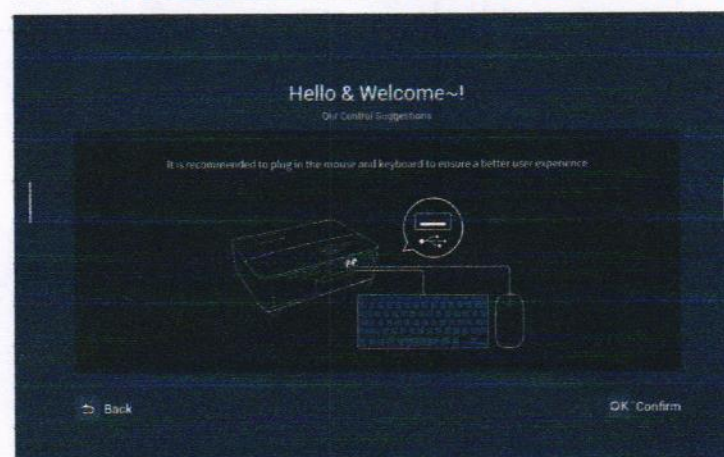 Hello & Welcome~!
Our Control Suggestions
It is recommended to plug in the mouse and keyboard to ensure a better user experience
Back
OK Confirm